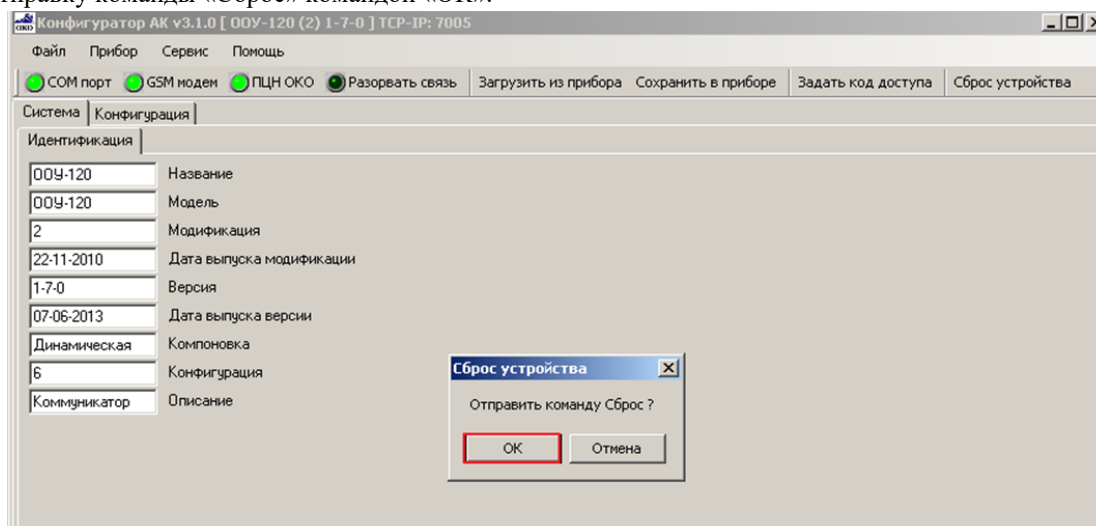 правку команды «Сброс» командой «ОК».
око Конфигуратор АК v3.1.0 [ ООУ-120 (2) 1-7-0 ] TCP-IP: 7005
Файл Прибор Сервис Помощь
COM порт GSM модем ПЦН ОКО Разорвать связь Загрузить из прибора Сохранить в приборе Задать код доступа Сброс устройства
Система Конфигурация
Идентификация
ООУ-120 Название
ООУ-120 Модель
2 Модификация
22-11-2010 Дата выпуска модификации
1-7-0 Версия
07-06-2013 Дата выпуска версии
Динамическая Компоновка
6 Конфигурация
Коммуникатор Описание
Сброс устройства
Отправить команду Сброс ?
ОК Отмена